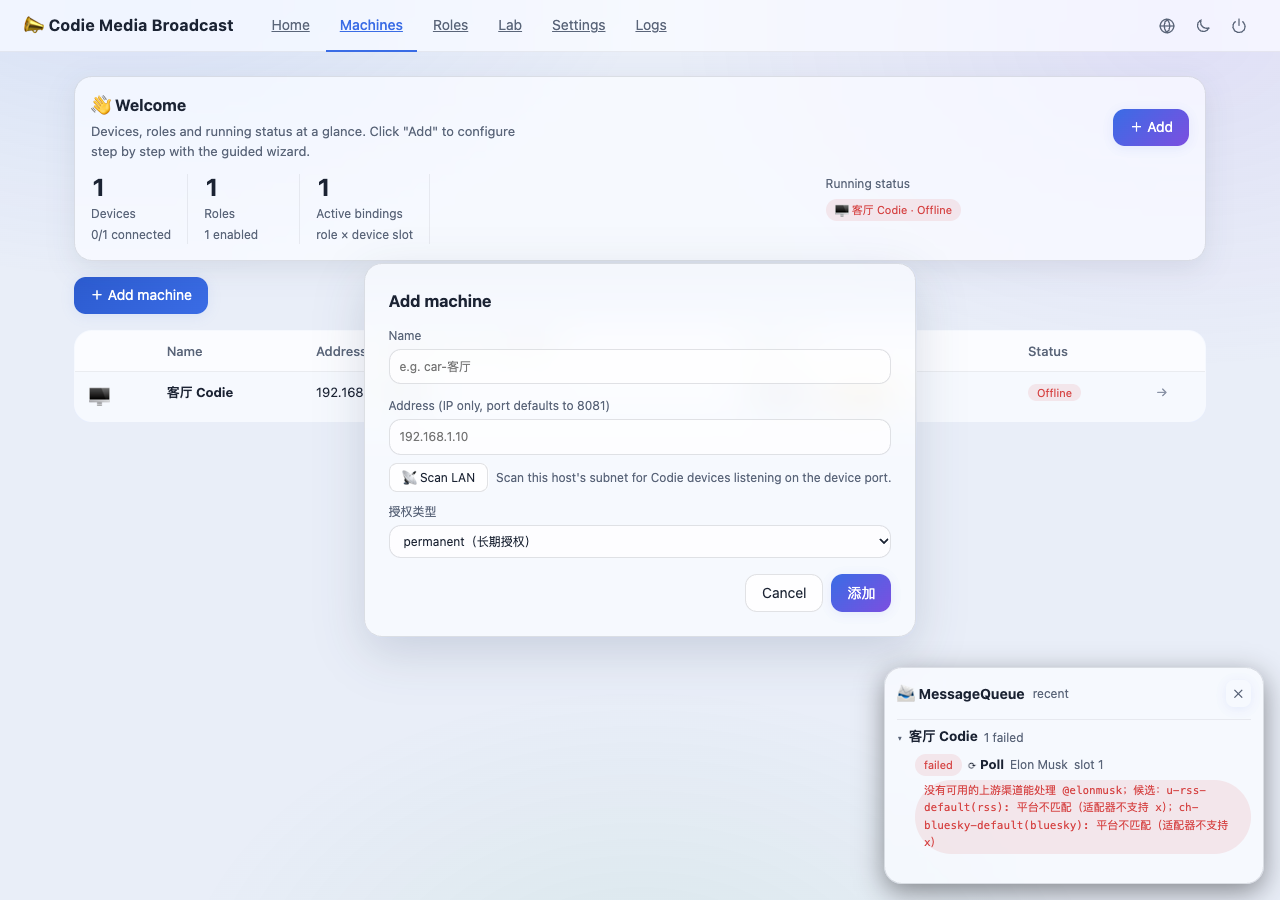 Codie Media Broadcast
Home
Machines
Roles
Lab
Settings
Logs
Welcome
Devices, roles and running status at a glance. Click "Add" to configure
step by step with the guided wizard.
+ Add
1
Devices
0/1 connected
1
Roles
1 enabled
1
Active bindings
role × device slot
Running status
客厅 Codie · Offline
+ Add machine
Name
Address
Status
客厅 Codie
192.168
Offline
→
Add machine
Name
e.g. car-客厅
Address (IP only, port defaults to 8081)
192.168.1.10
Scan LAN
Scan this host's subnet for Codie devices listening on the device port.
授权类型
permanent（长期授权）
Cancel
添加
MessageQueue recent
客厅 Codie 1 failed
failed ⟳ Poll Elon Musk slot 1
没有可用的上游渠道能处理 @elonmusk；候选：u-rss-
default(rss): 平台不匹配（适配器不支持 x）；ch-
bluesky-default(bluesky): 平台不匹配（适配器不支持
x）